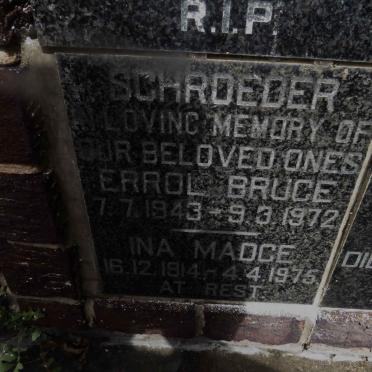 R.I.P.
SCHROEDER
IN LOVING MEMORY OF
OUR BELOVED ONES
ERROL BRUCE
7.7.1943 - 9.3.1972
INA MADGE
16.12.1914 - 4.4.1975
AT REST